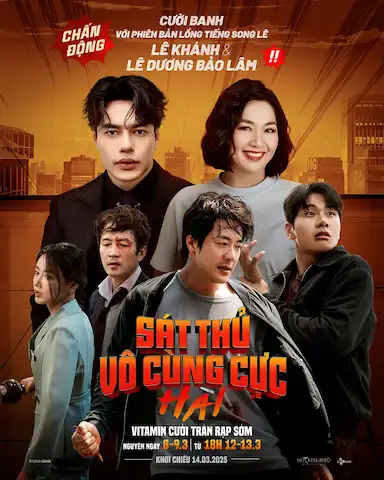 CHẤN
ĐỘNG
CƯỜI BANH
VỚI PHIÊN BẢN LỒNG TIẾNG SONG LÊ
LÊ KHÁNH &
LÊ DƯƠNG BẢO LÂM
!!
SÁT THỦ
VÔ CÙNG CỰC
HÀI
VITAMIN CƯỜI TRÀN RẠP SỚM
NGUYÊN NGÀY 8-9.3 | TỪ 18H 12-13.3
KHỞI CHIẾU 14.03.2025